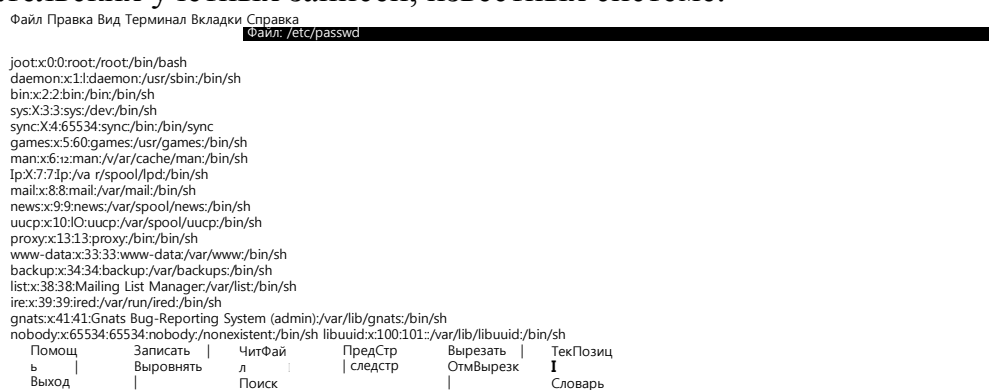 тельских учетных записей, известных системе.
Файл Правка Вид Терминал Вкладки Справка
Файл: /etc/passwd
joot:x:0:0:root:/root:/bin/bash
daemon:x:1:l:daemon:/usr/sbin:/bin/sh
bin:x:2:2:bin:/bin:/bin/sh
sys:X:3:3:sys:/dev:/bin/sh
sync:X:4:65534:sync:/bin:/bin/sync
games:x:5:60:games:/usr/games:/bin/sh
man:x:6:12:man:/v/ar/cache/man:/bin/sh
Ip:X:7:7:Ip:/va r/spool/lpd:/bin/sh
mail:x:8:8:mail:/var/mail:/bin/sh
news:x:9:9:news:/var/spool/news:/bin/sh
uucp:x:10:lO:uucp:/var/spool/uucp:/bin/sh
proxy:x:13:13:proxy:/bin:/bin/sh
www-data:x:33:33:www-data:/var/www:/bin/sh
backup:x:34:34:backup:/var/backups:/bin/sh
list:x:38:38:Mailing List Manager:/var/list:/bin/sh
ire:x:39:39:ired:/var/run/ired:/bin/sh
gnats:x:41:41:Gnats Bug-Reporting System (admin):/var/lib/gnats:/bin/sh
nobody:x:65534:65534:nobody:/nonexistent:/bin/sh libuuid:x:100:101::/var/lib/libuuid:/bin/sh
Помощ Записать | ЧитФай ПредСтр Вырезать | ТекПозиц
ь | Выровнять л | следстр ОтмВырезк I
Выход | Поиск | Словарь